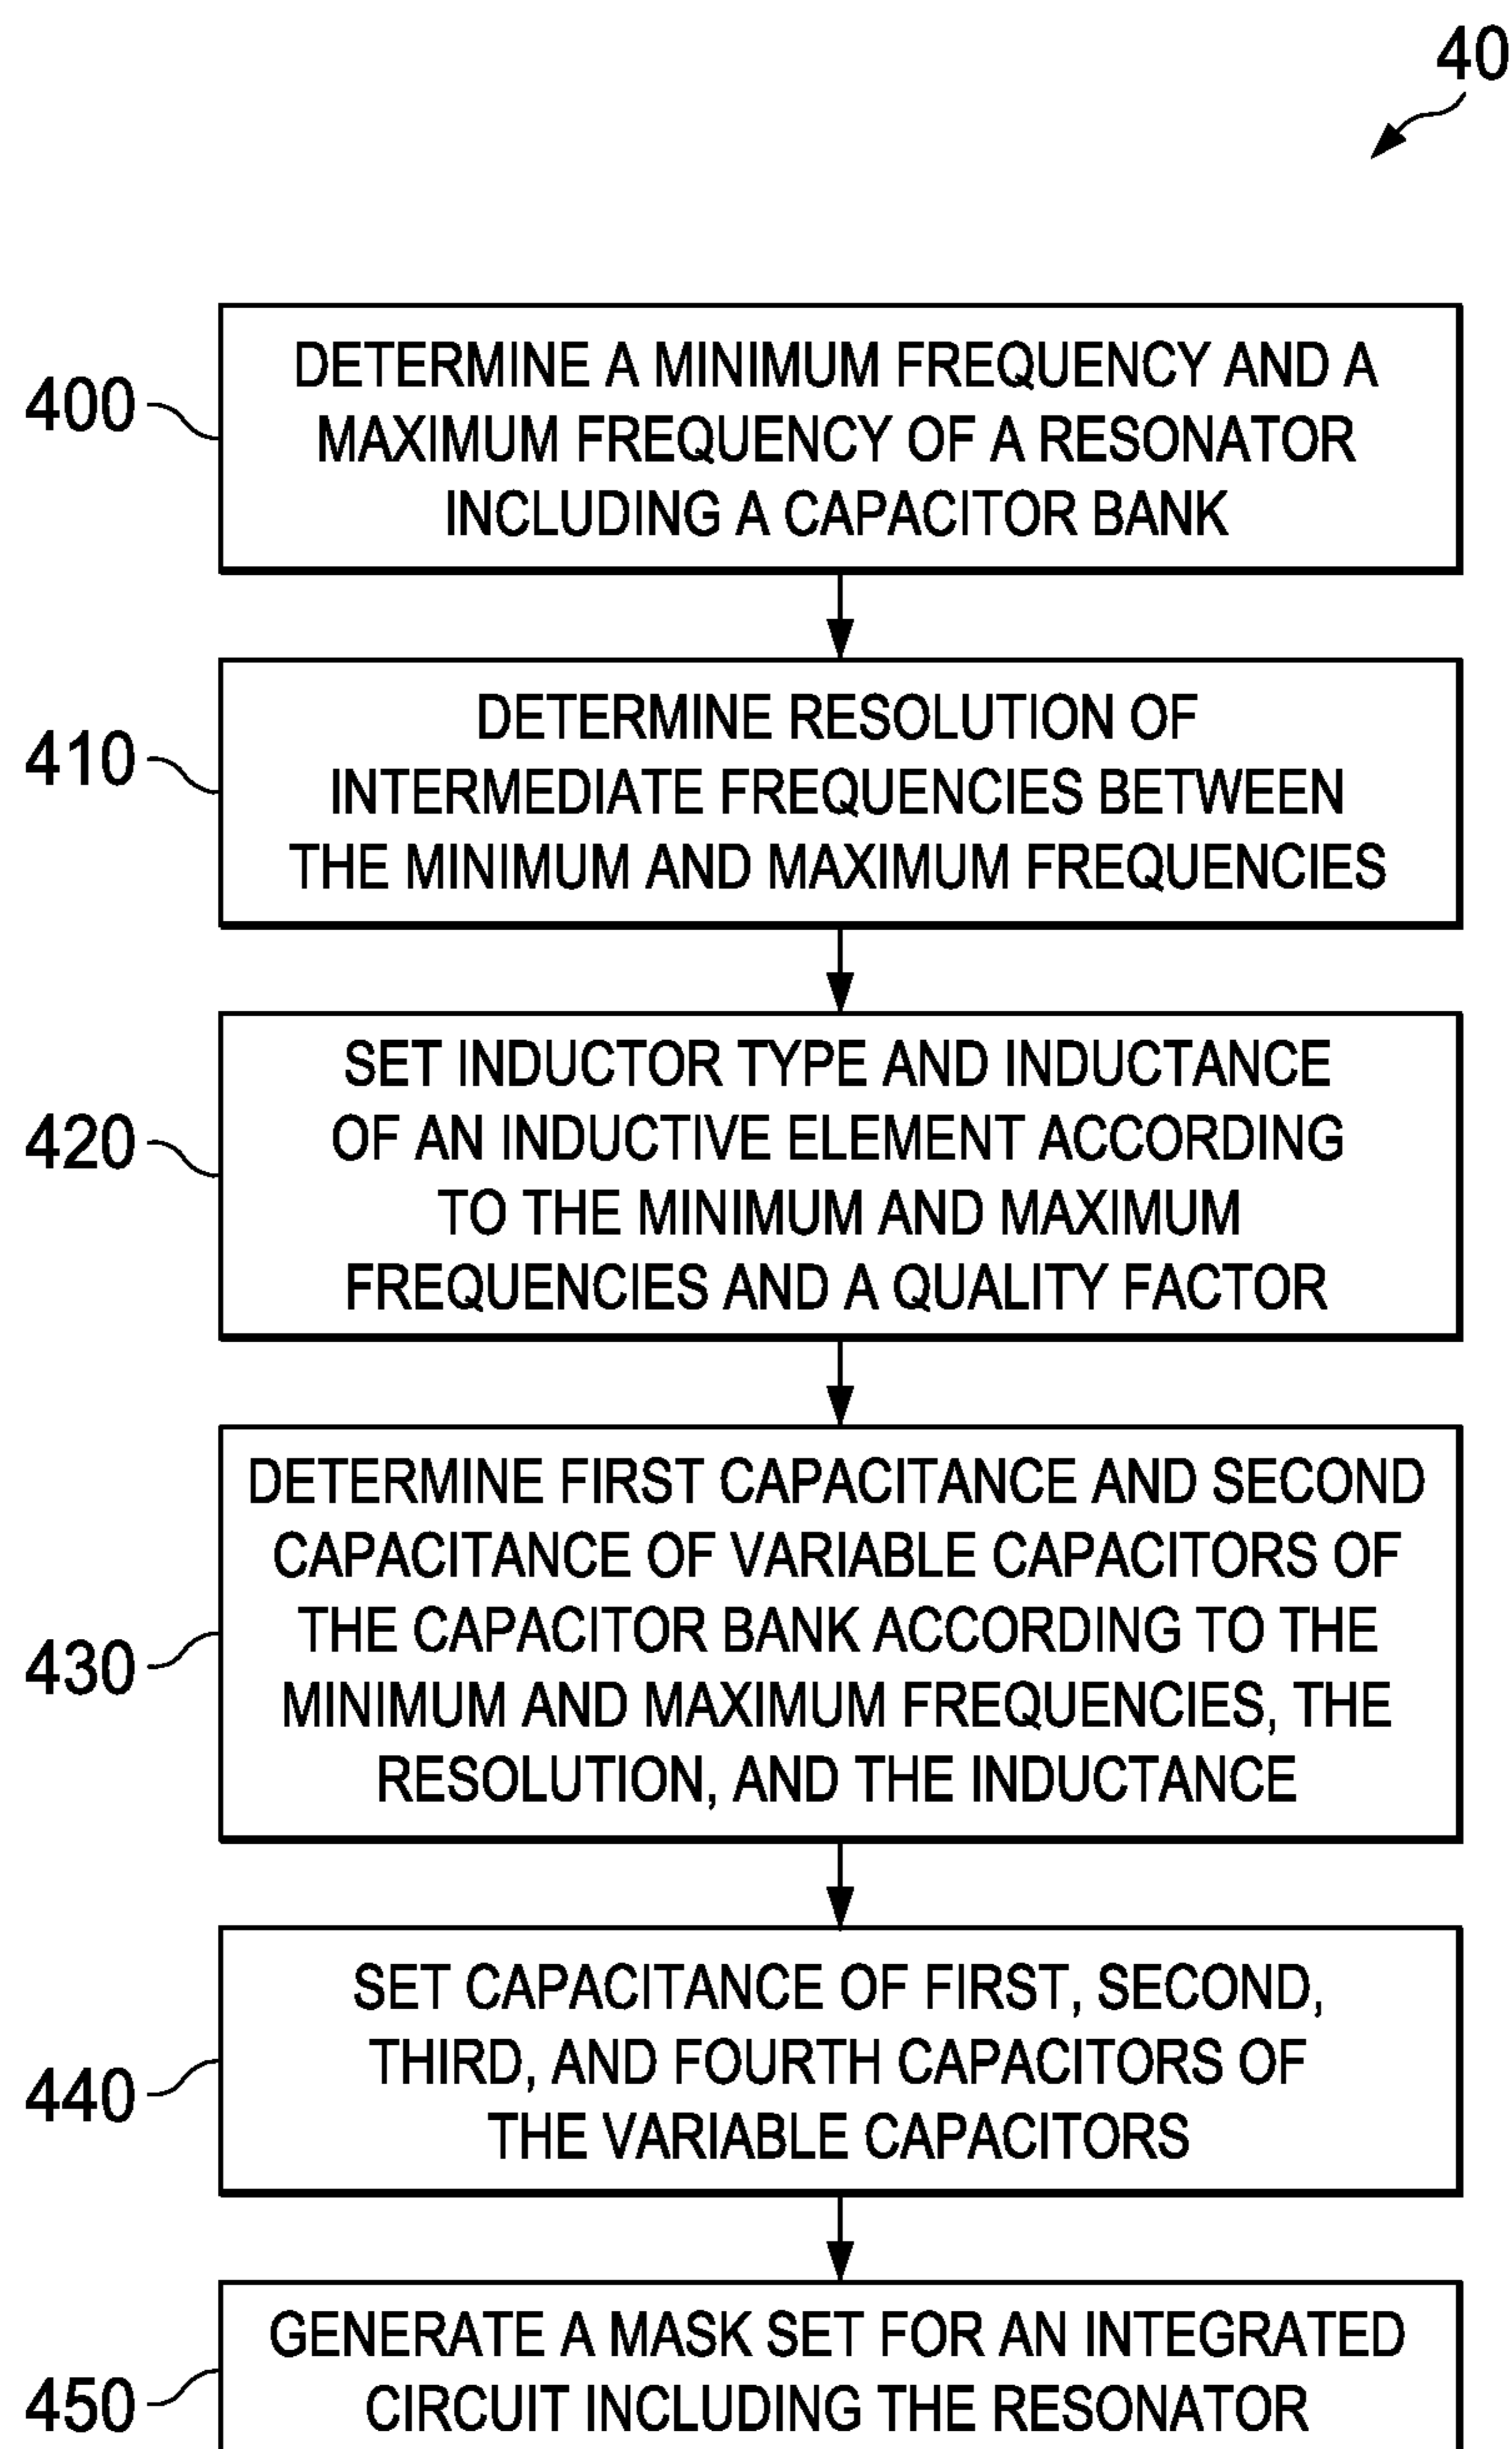 40
400
DETERMINE A MINIMUM FREQUENCY AND A
MAXIMUM FREQUENCY OF A RESONATOR
INCLUDING A CAPACITOR BANK
410
DETERMINE RESOLUTION OF
INTERMEDIATE FREQUENCIES BETWEEN
THE MINIMUM AND MAXIMUM FREQUENCIES
420
SET INDUCTOR TYPE AND INDUCTANCE
OF AN INDUCTIVE ELEMENT ACCORDING
TO THE MINIMUM AND MAXIMUM
FREQUENCIES AND A QUALITY FACTOR
430
DETERMINE FIRST CAPACITANCE AND SECOND
CAPACITANCE OF VARIABLE CAPACITORS OF
THE CAPACITOR BANK ACCORDING TO THE
MINIMUM AND MAXIMUM FREQUENCIES, THE
RESOLUTION, AND THE INDUCTANCE
440
SET CAPACITANCE OF FIRST, SECOND,
THIRD, AND FOURTH CAPACITORS OF
THE VARIABLE CAPACITORS
450
GENERATE A MASK SET FOR AN INTEGRATED
CIRCUIT INCLUDING THE RESONATOR